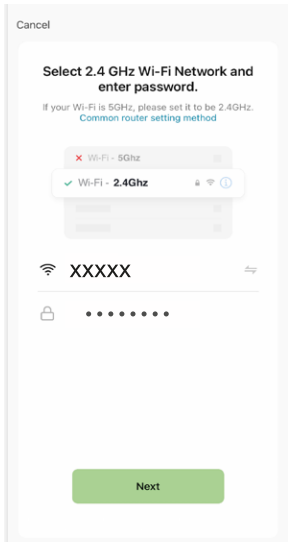 Cancel
Select 2.4 GHz Wi-Fi Network and
enter password.
If your Wi-Fi is 5GHz, please set it to be 2.4GHz.
Common router setting method
Wi-Fi - 5Ghz
Wi-Fi - 2.4Ghz
XXXXX
Next